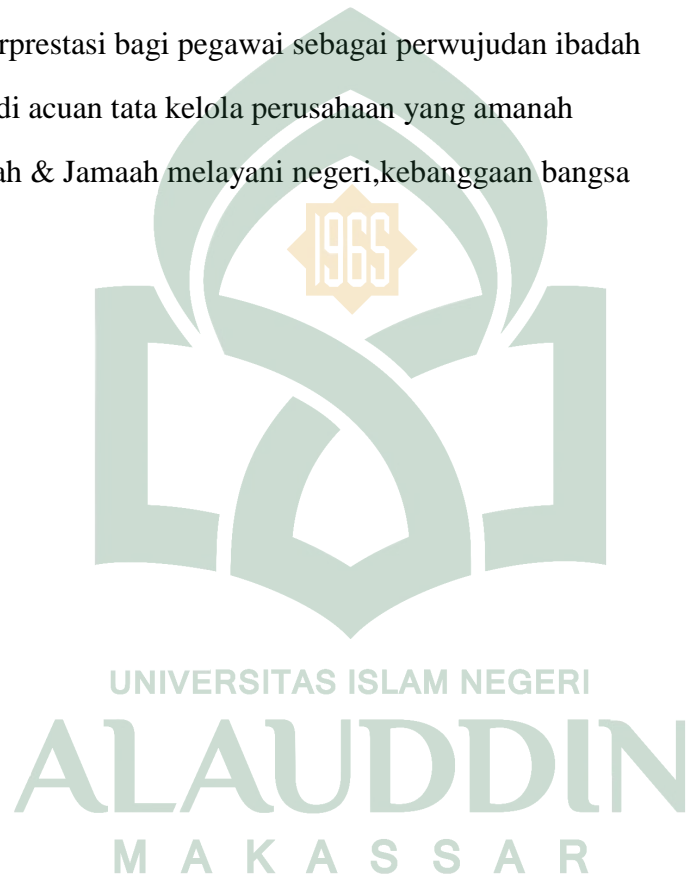 rprestasi bagi pegawai sebagai perwujudan ibadah
di acuan tata kelola perusahaan yang amanah
ah & Jamaah melayani negeri,kebanggaan bangsa
1965
UNIVERSITAS ISLAM NEGERI
ALAUDDIN
MAKASSAR